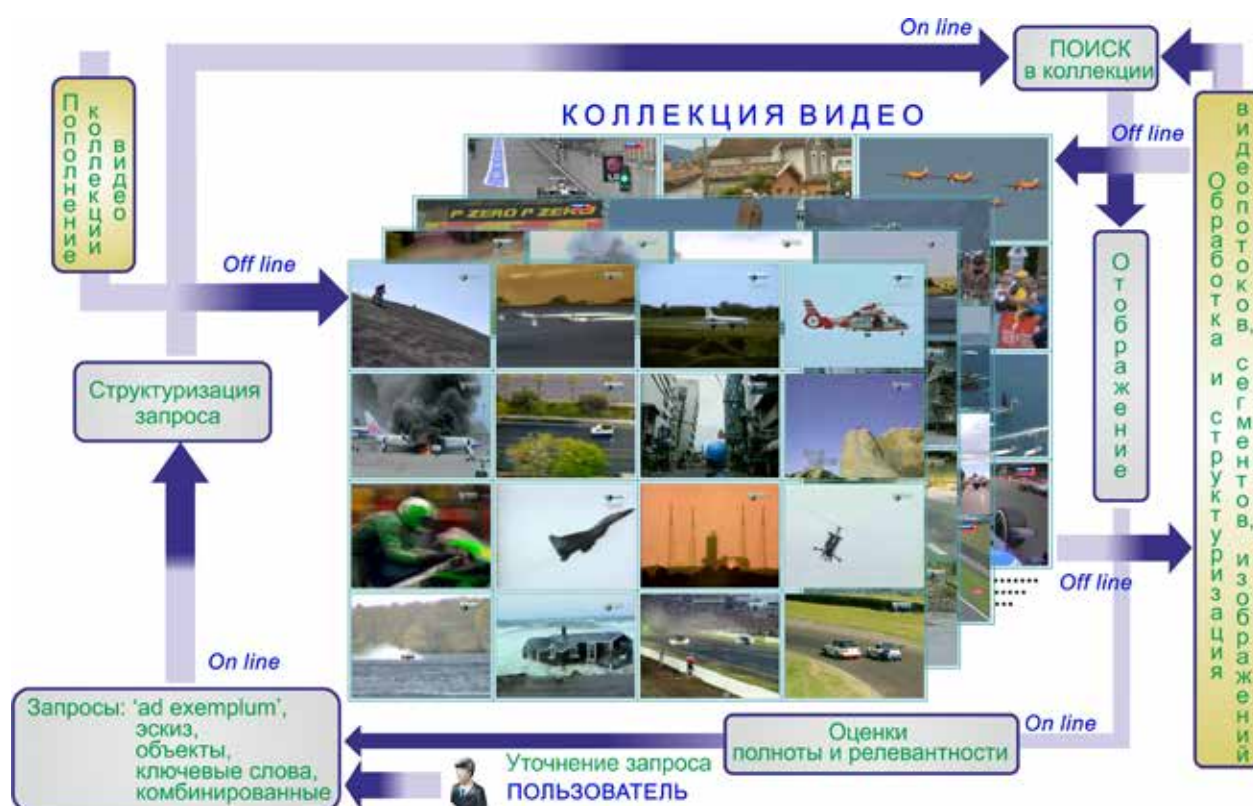 On line
ПОИСК
в коллекции
Пополнение
коллекции
видео
КОЛЛЕКЦИЯ ВИДЕО
Off line
Off line
P ZERO P ZERO
Отображение
Обработка и структуризация
видеопотоков, сегментов, изображений
Структуризация
запроса
Off line
On line
Запросы: 'ad exemplum',
эскиз,
объекты,
ключевые слова,
комбинированные
On line
Оценки
полноты и релевантности
Уточнение запроса
ПОЛЬЗОВАТЕЛЬ